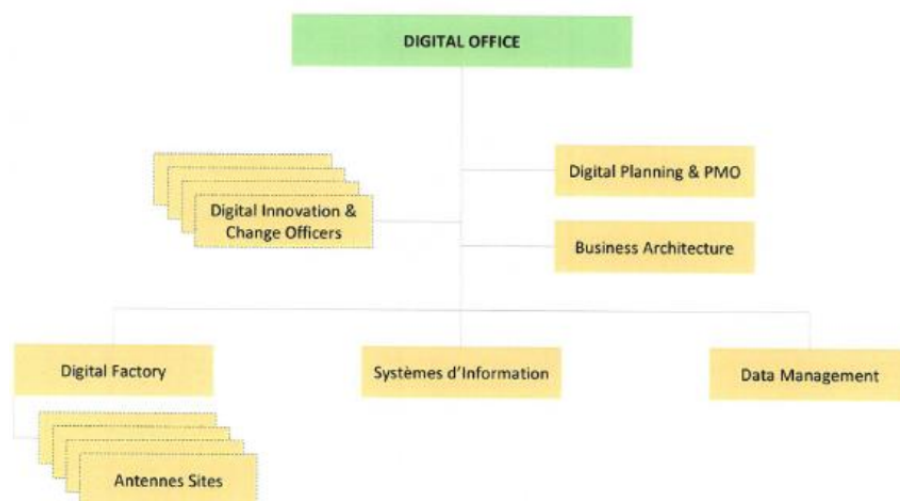 DIGITAL OFFICE
Digital Planning & PMO
Digital Innovation &
Change Officers
Business Architecture
Digital Factory
Systèmes d'Information
Data Management
Antennes Sites